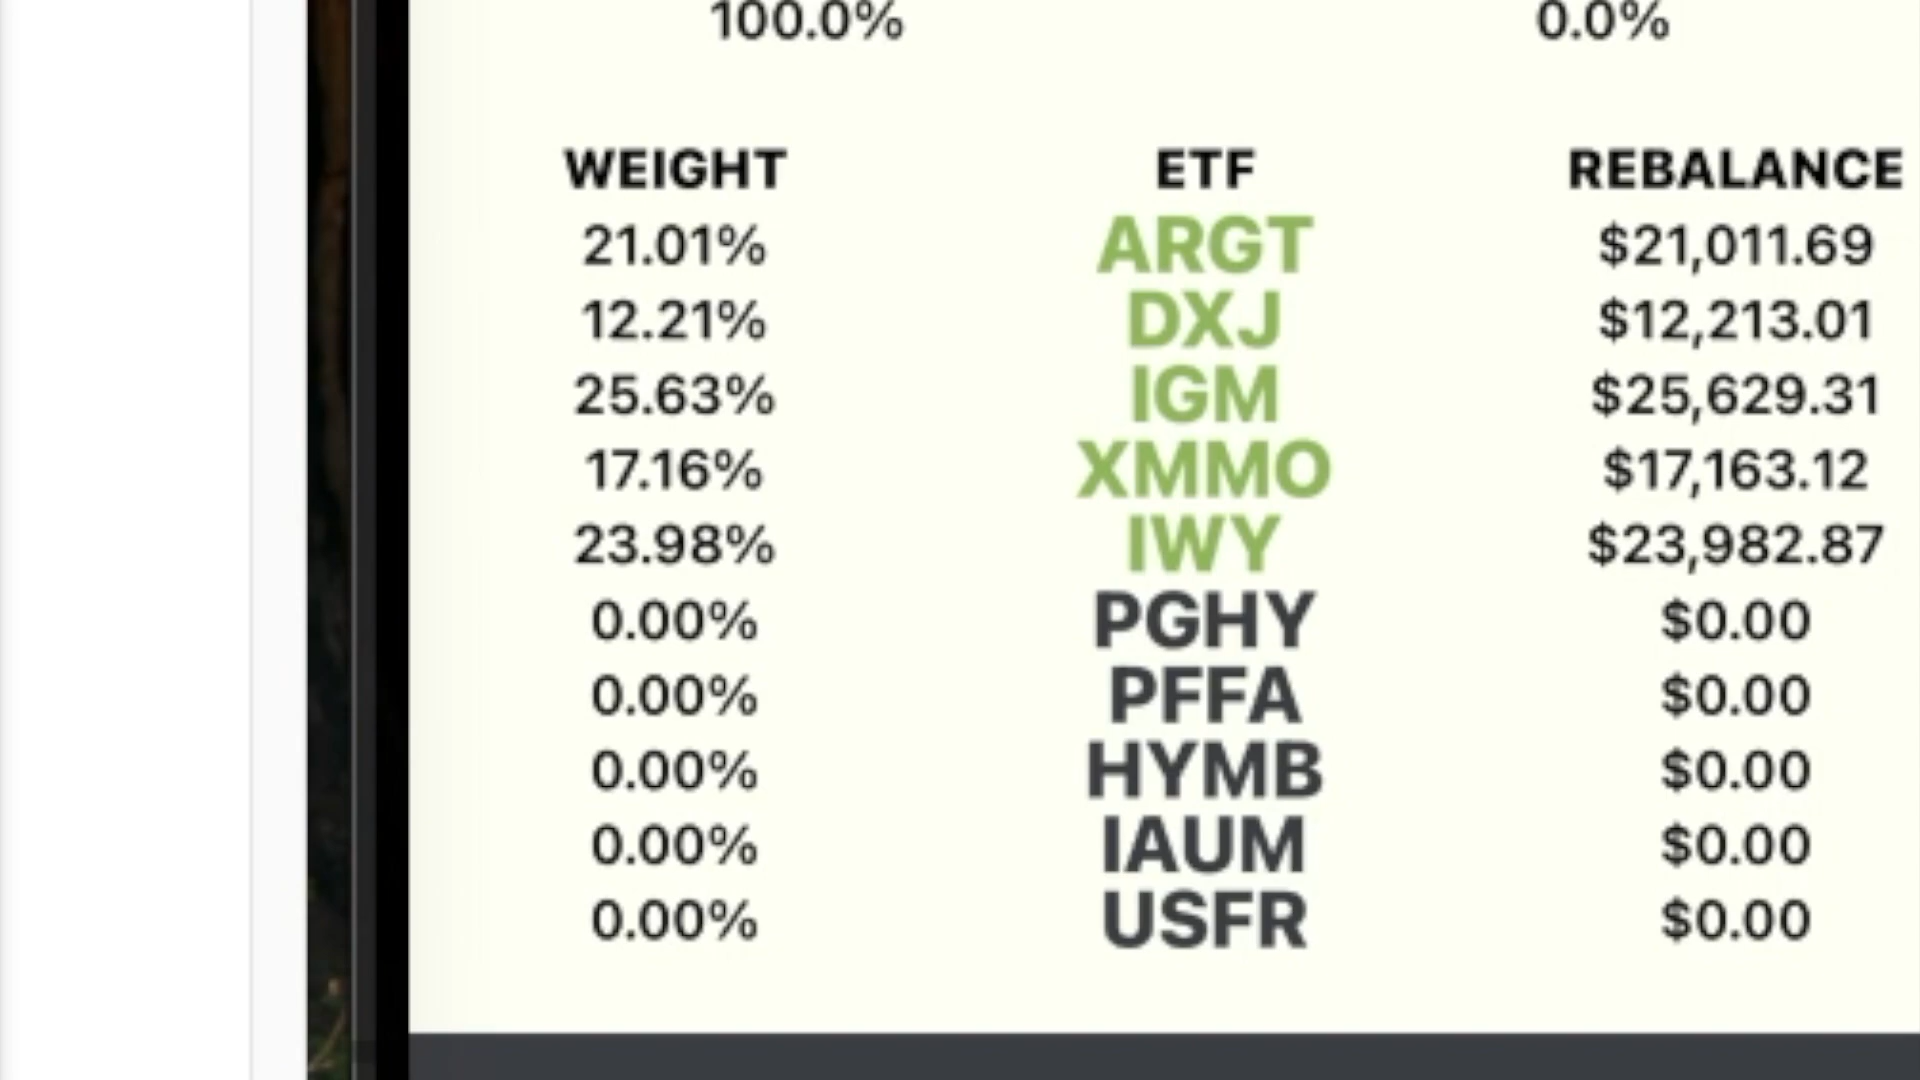 100.0% 0.0%
WEIGHT ETF REBALANCE
21.01% ARGT $21,011.69
12.21% DXJ $12,213.01
25.63% IGM $25,629.31
17.16% XMMO $17,163.12
23.98% IWY $23,982.87
0.00% PGHY $0.00
0.00% PFFA $0.00
0.00% HYMB $0.00
0.00% IAUM $0.00
0.00% USFR $0.00